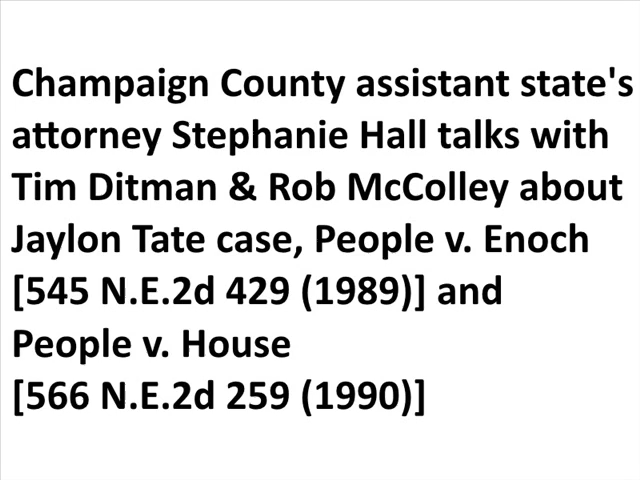 Champaign County assistant state's
attorney Stephanie Hall talks with
Tim Ditman & Rob McColley about
Jaylon Tate case, People v. Enoch
[545 N.E.2d 429 (1989)] and
People v. House
[566 N.E.2d 259 (1990)]